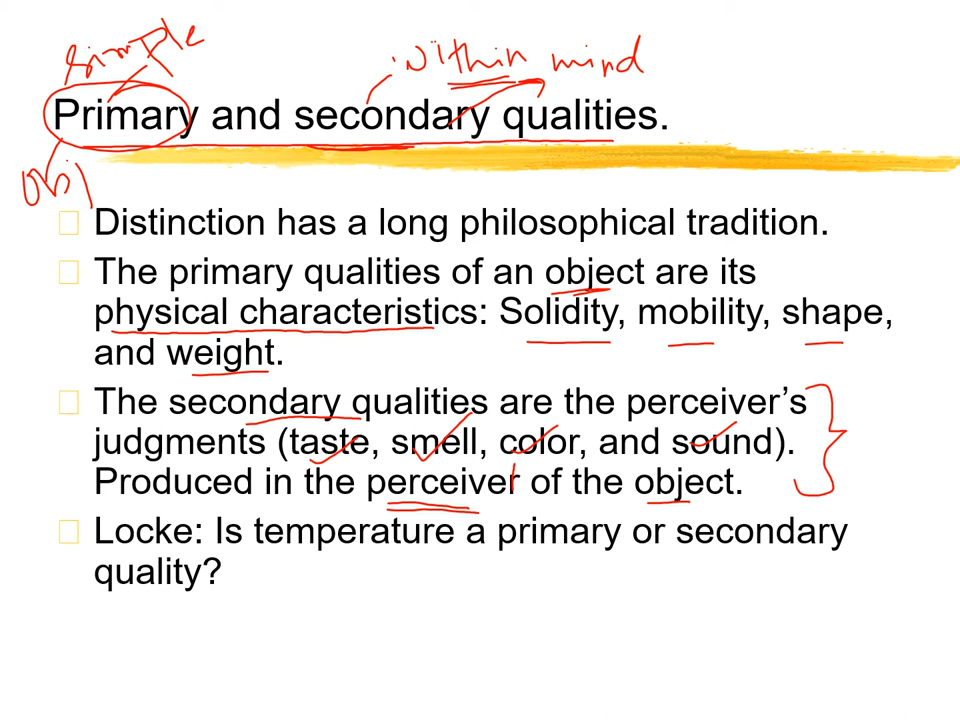 simple
within mind
Primary and secondary qualities.
Obj
Distinction has a long philosophical tradition.
The primary qualities of an object are its
physical characteristics: Solidity, mobility, shape,
and weight.
The secondary qualities are the perceiver’s
judgments (taste, smell, color, and sound).
Produced in the perceiver of the object.
Locke: Is temperature a primary or secondary
quality?